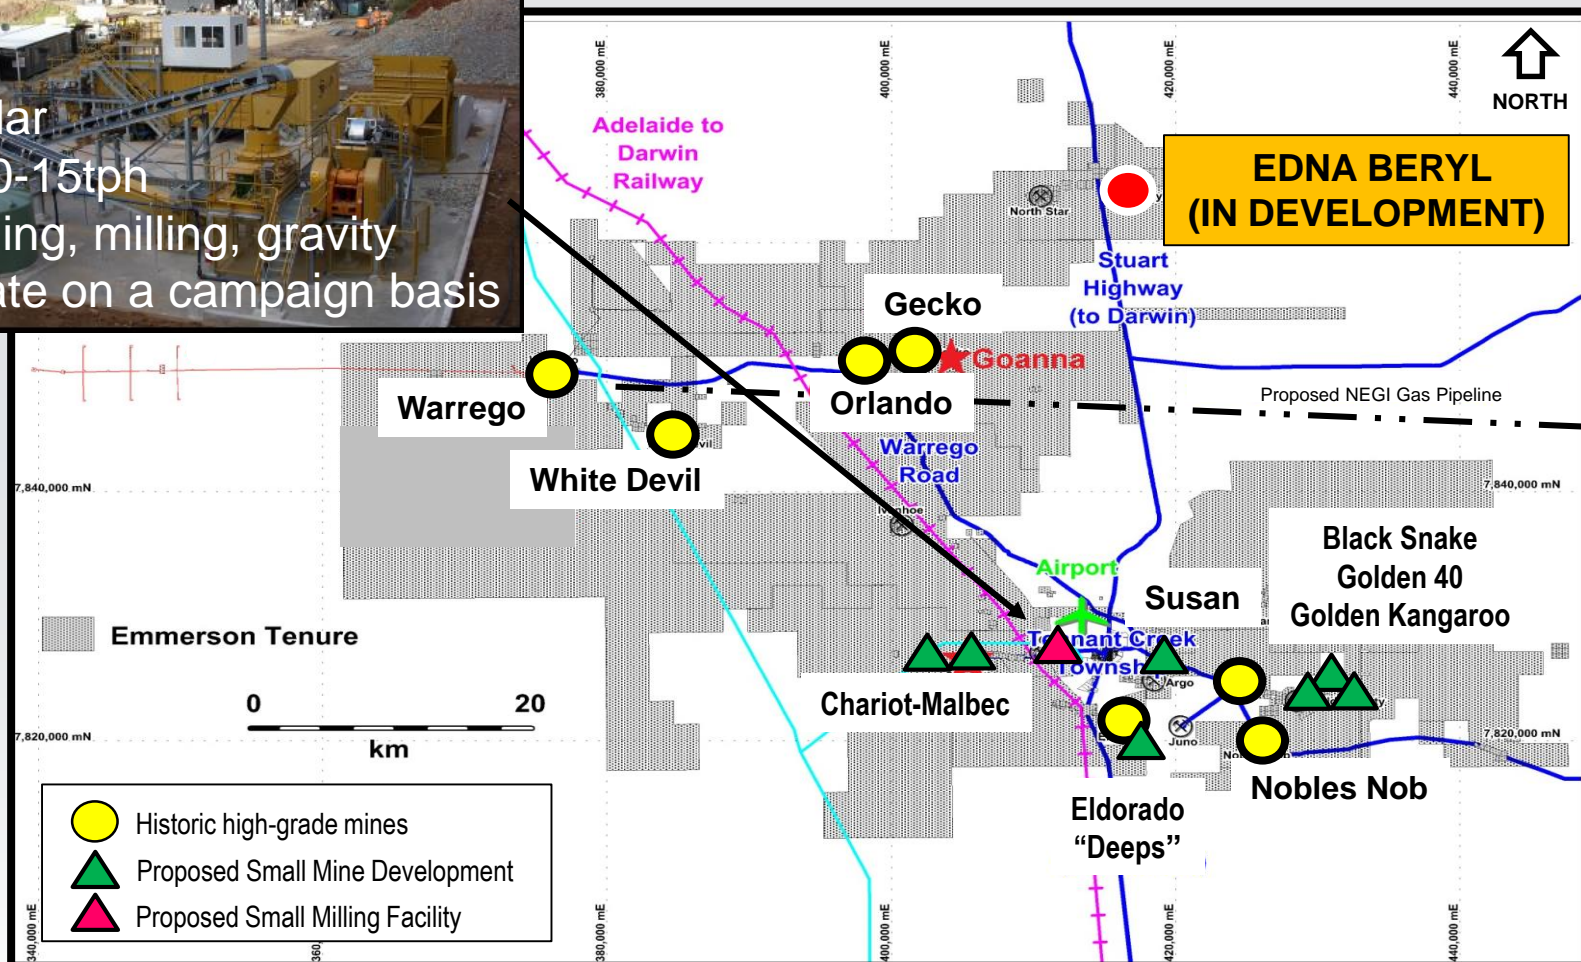 lar
0-15tph
ing, milling, gravity
ate on a campaign basis
380,000 mE
400,000 mE
420,000 mE
440,000 mE
NORTH
Adelaide to
Darwin
Railway
North Star
EDNA BERYL
(IN DEVELOPMENT)
Stuart
Highway
(to Darwin)
Gecko
Goanna
Warrego
Orlando
Proposed NEGI Gas Pipeline
White Devil
Warrego
Road
7,840,000 mN
7,840,000 mN
Black Snake
Golden 40
Golden Kangaroo
Airport
Susan
Emmerson Tenure
Tennant Creek
Township
Argo
Chariot-Malbec
0 20
km
7,820,000 mN
7,820,000 mN
Juno
Nobles Nob
Eldorado
“Deeps”
Historic high-grade mines
Proposed Small Mine Development
Proposed Small Milling Facility
340,000 mE
380,000 mE
400,000 mE
420,000 mE
440,000 mE